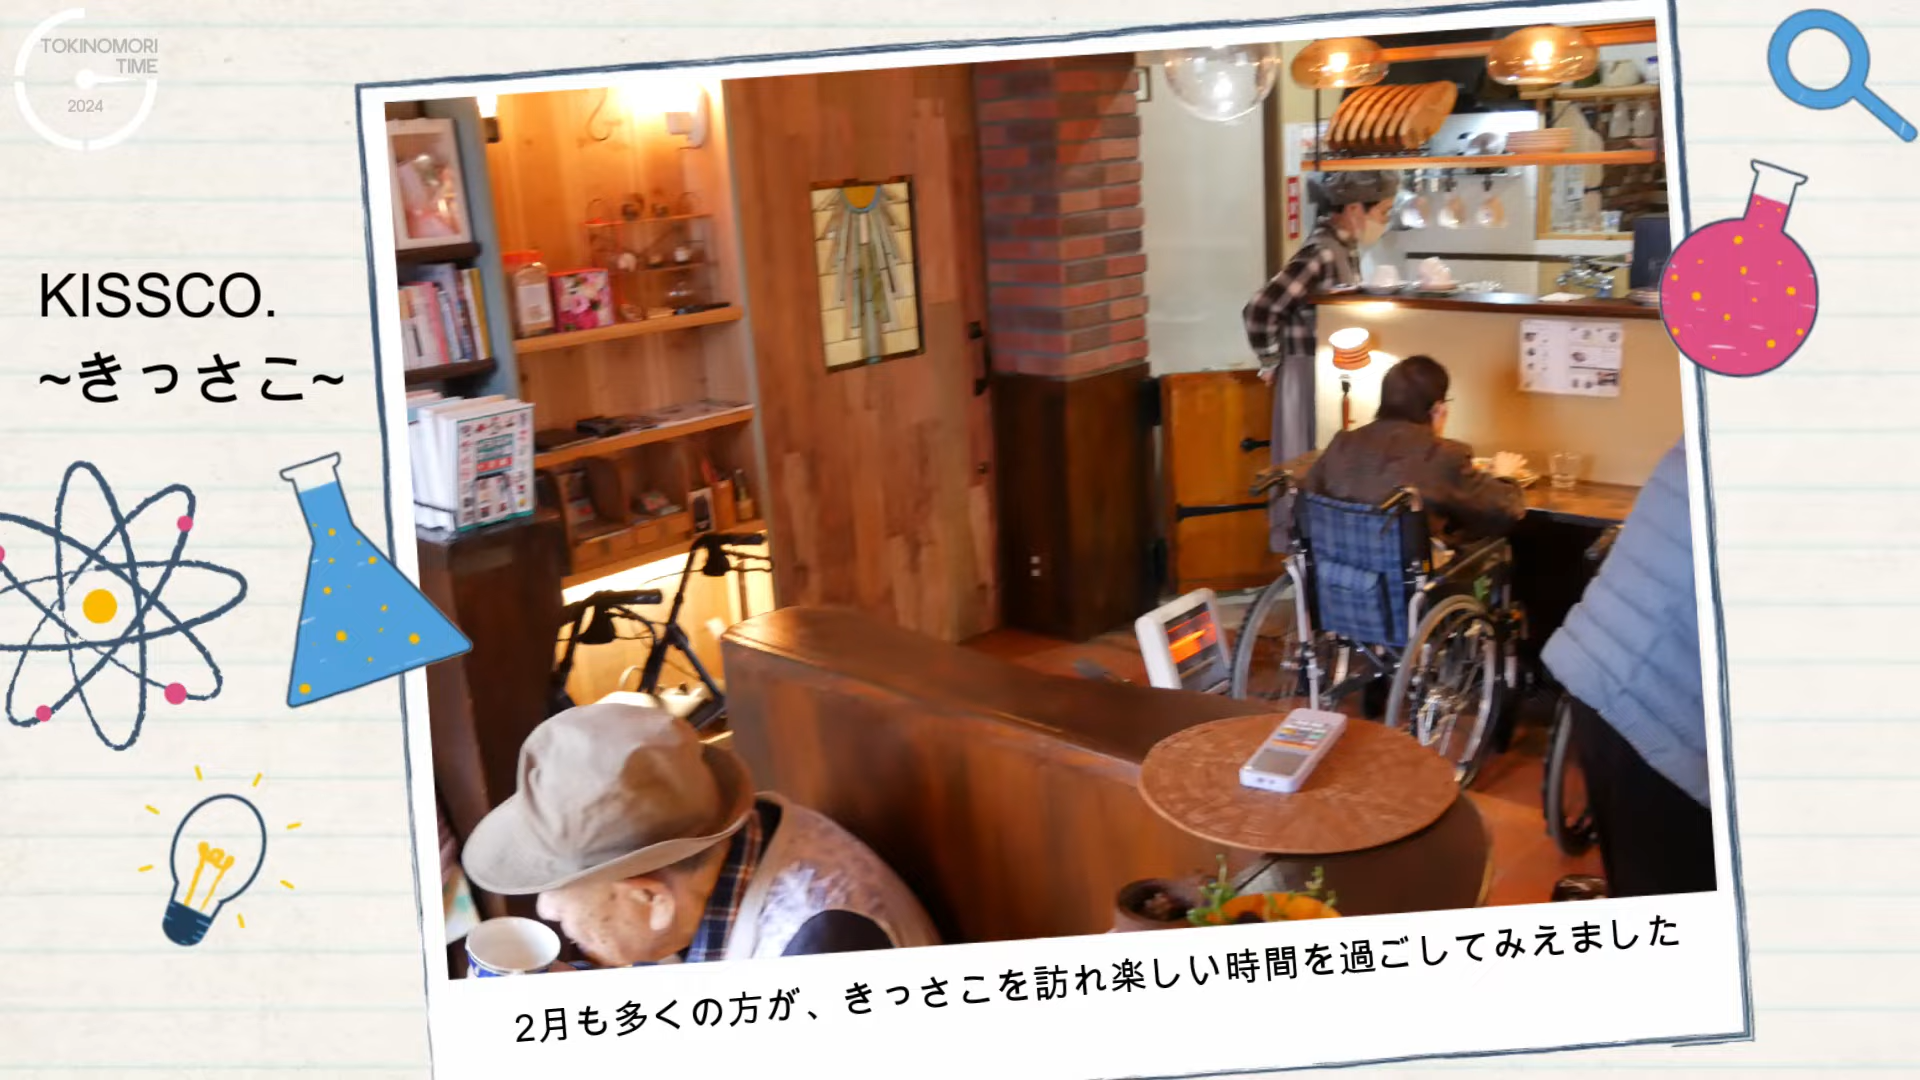 TOKINOMORI
TIME
2024
KISSCO.
~きっさこ~
2月も多くの方が、きっさこを訪れ楽しい時間を過ごしてみえました